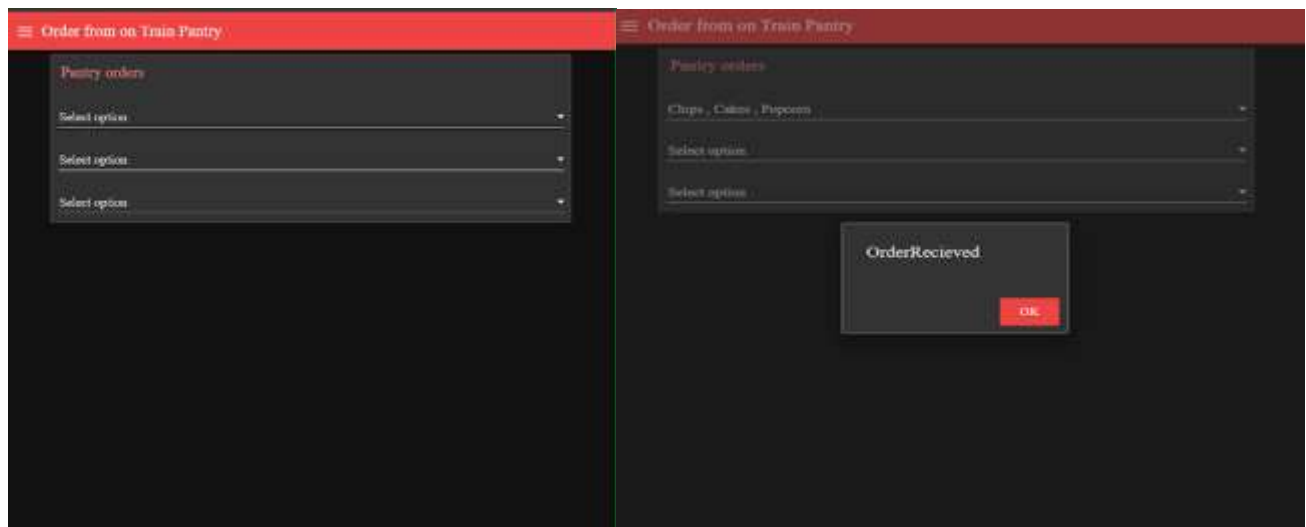 Order from on Train Pantry
Pantry orders
Select option
Select option
Select option
Order from on Train Pantry
Pantry orders
Chips , Cakes , Popcorn
Select option
Select option
OrderRecieved
OK